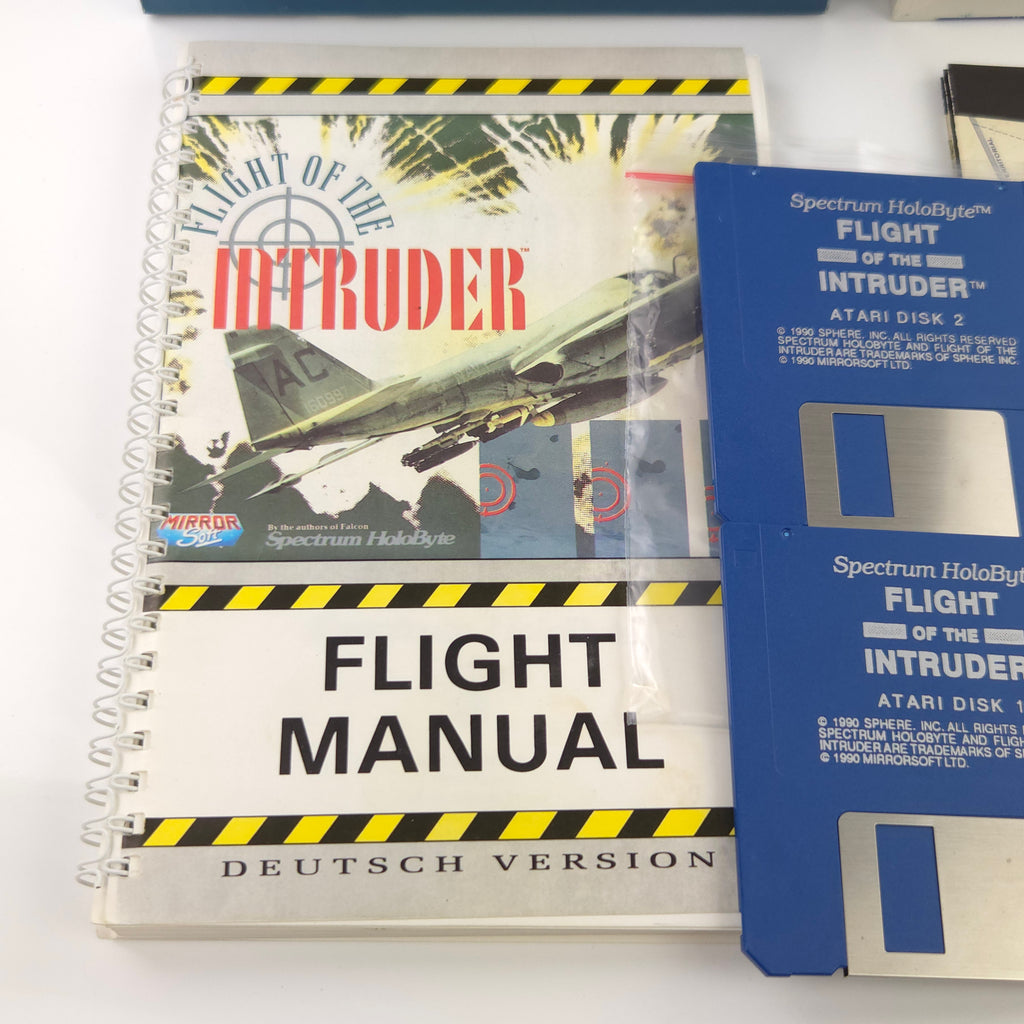 FLIGHT OF THE
INTRUDER™
AC
MIRROR
Soft
By the authors of Falcon
Spectrum HoloByte
FLIGHT
MANUAL
DEUTSCH VERSION
Spectrum HoloByte™
FLIGHT
OF THE
INTRUDER™
ATARI DISK 2
© 1990 SPHERE, INC. ALL RIGHTS RESERVED
SPECTRUM HOLOBYTE AND FLIGHT OF THE
INTRUDER ARE TRADEMARKS OF SPHERE INC.
© 1990 MIRRORSOFT LTD.
Spectrum HoloByt
FLIGHT
OF THE
INTRUDER
ATARI DISK 1
© 1990 SPHERE, INC. ALL RIGHTS
SPECTRUM HOLOBYTE AND FLIGH
INTRUDER ARE TRADEMARKS OF S
© 1990 MIRRORSOFT LTD.